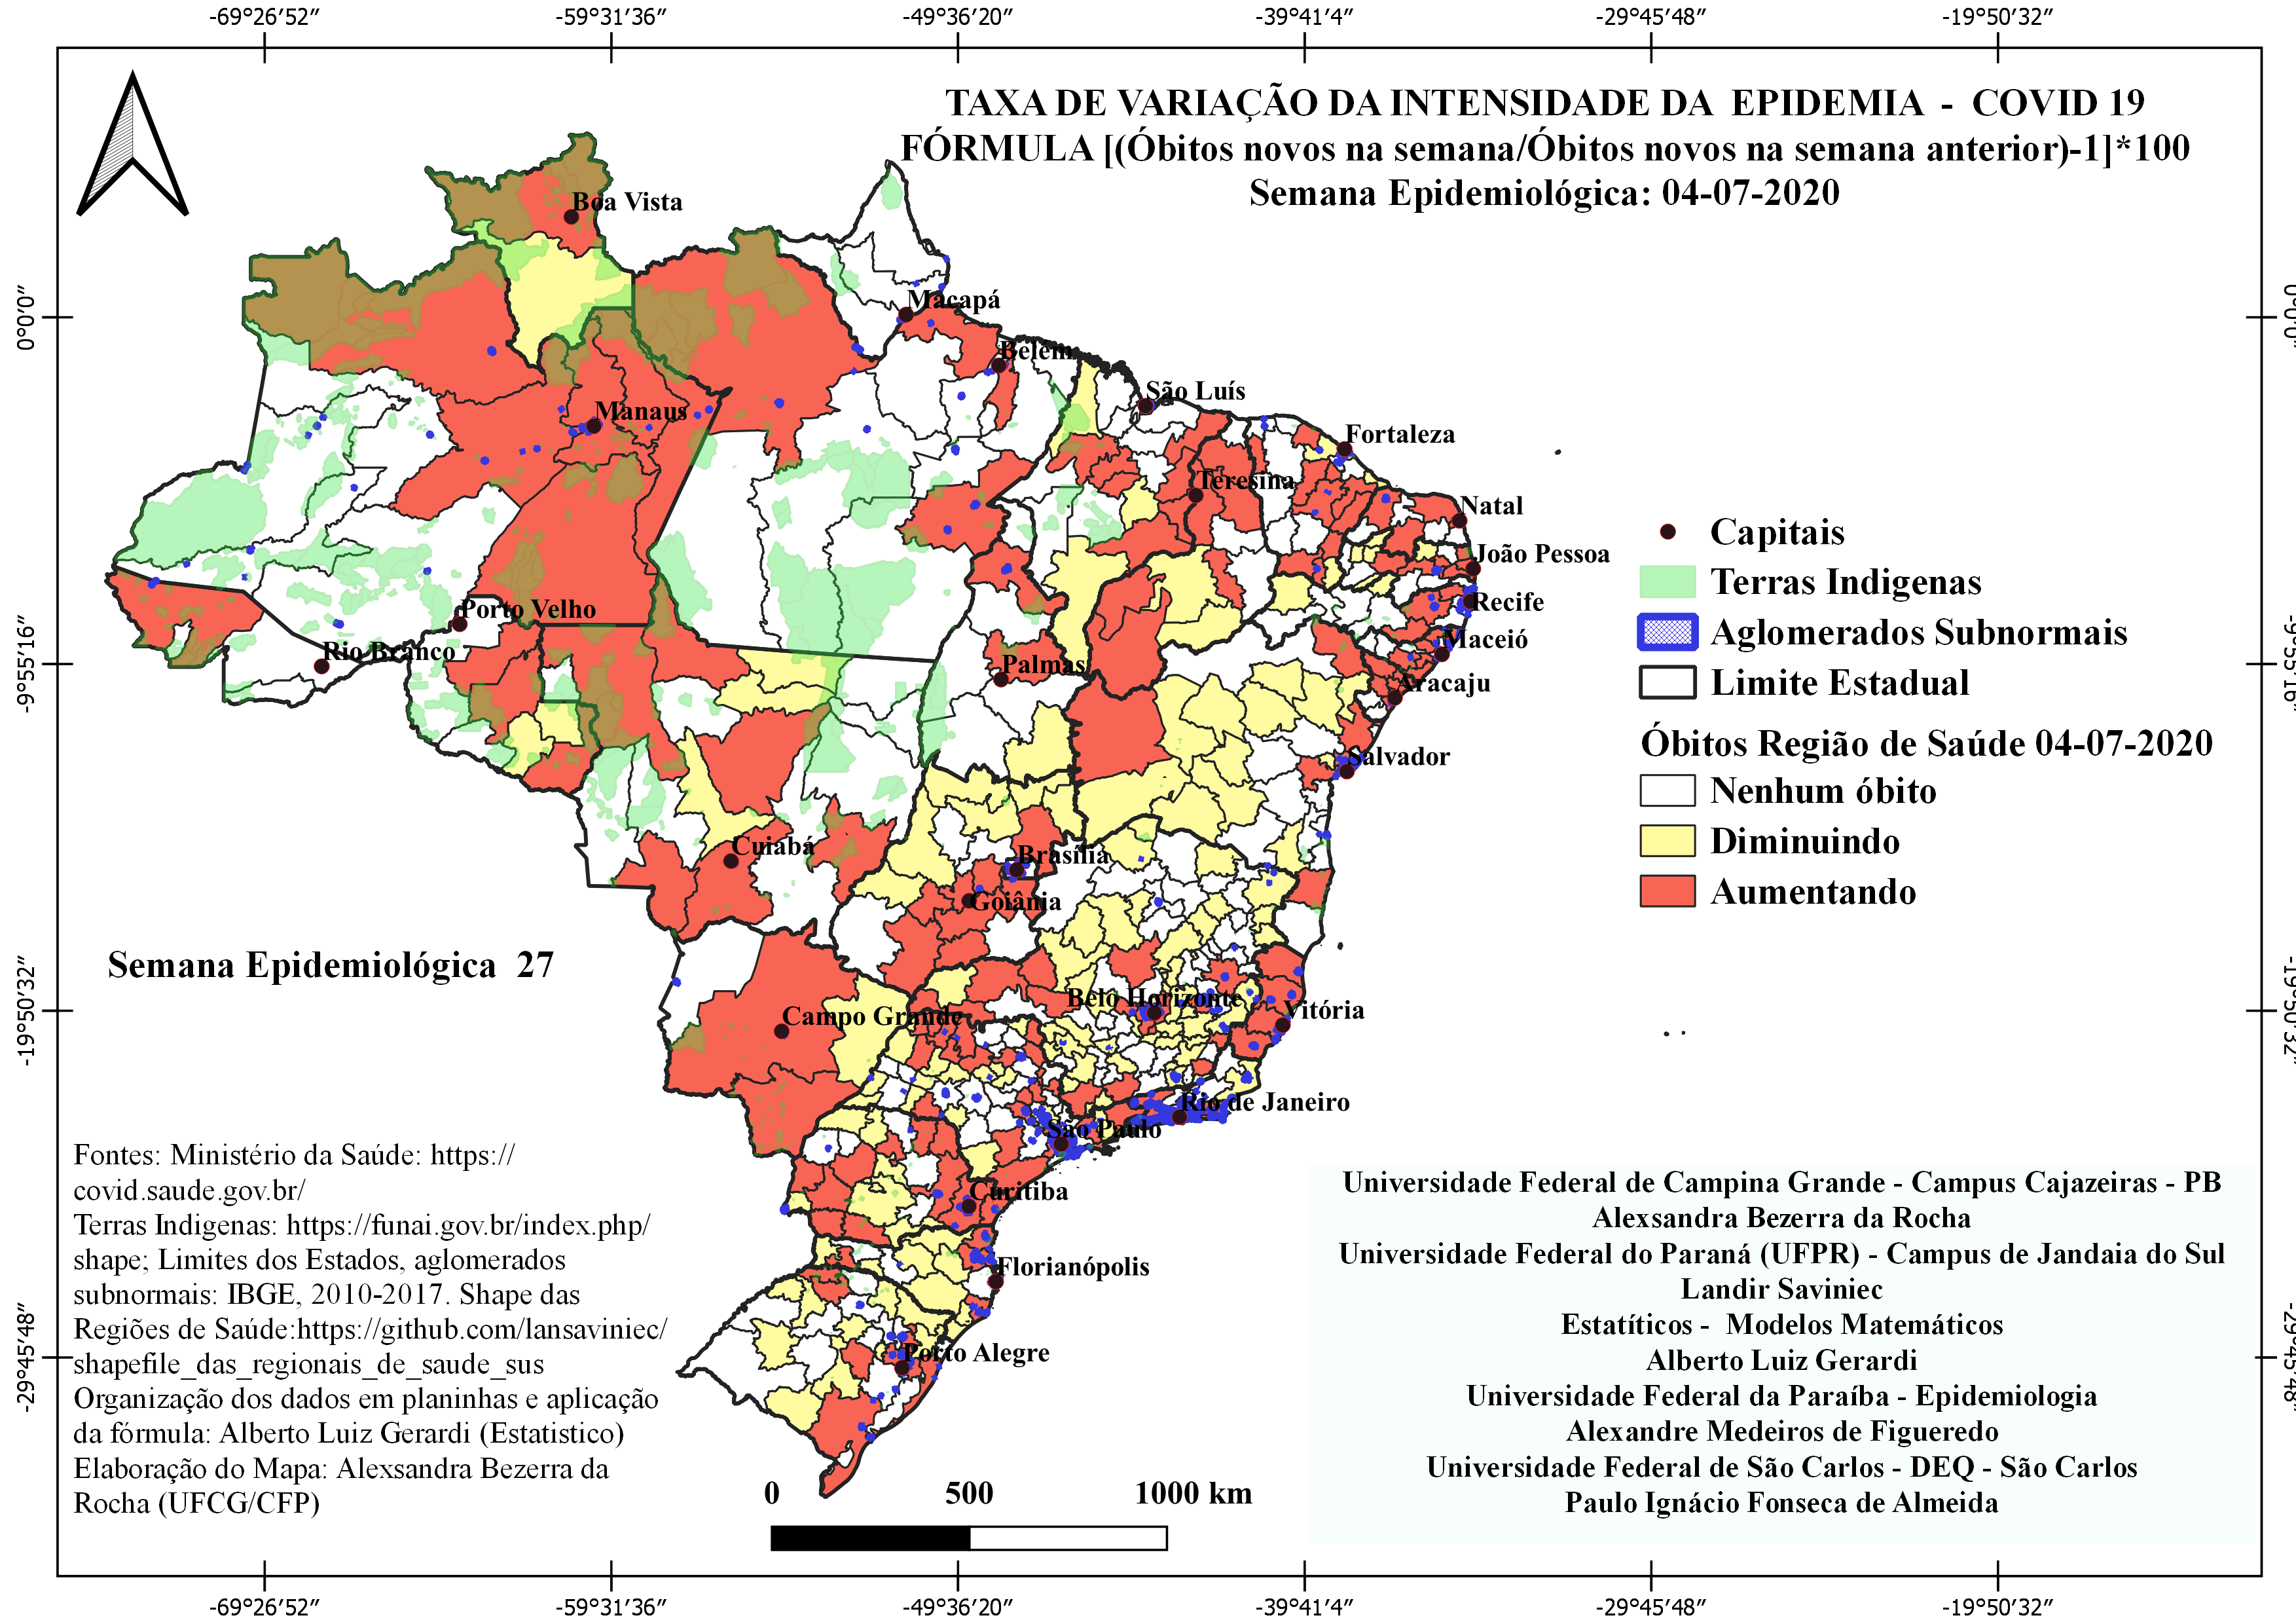 -69°26′52″ -59°31′36″ -49°36′20″ -39°41′4″ -29°45′48″ -19°50′32″
TAXA DE VARIAÇÃO DA INTENSIDADE DA EPIDEMIA - COVID 19
FÓRMULA [(Óbitos novos na semana/Óbitos novos na semana anterior)-1]*100
Semana Epidemiológica: 04-07-2020
Boa Vista
Macapá
0°0′0″
0°0′0″
Belém
São Luís
Manaus
Fortaleza
Teresina
Natal
João Pessoa
Porto Velho
Recife
Rio Branco
Maceió
-9°55′16″
-9°55′16″
Palmas
Aracaju
Salvador
Cuiabá
Brasília
Goiânia
Capitais
Terras Indigenas
Aglomerados Subnormais
Limite Estadual
Óbitos Região de Saúde 04-07-2020
Nenhum óbito
Diminuindo
Aumentando
Semana Epidemiológica 27
Belo Horizonte
Vitória
Campo Grande
-19°50′32″
-19°50′32″
Rio de Janeiro
São Paulo
Curitiba
Florianópolis
Porto Alegre
-29°45′48″
-29°45′48″
Fontes: Ministério da Saúde: https://
covid.saude.gov.br/
Terras Indigenas: https://funai.gov.br/index.php/
shape; Limites dos Estados, aglomerados
subnormais: IBGE, 2010-2017. Shape das
Regiões de Saúde:https://github.com/lansaviniec/
shapefile_das_regionais_de_saude_sus
Organização dos dados em planinhas e aplicação
da fórmula: Alberto Luiz Gerardi (Estatistico)
Elaboração do Mapa: Alexsandra Bezerra da
Rocha (UFCG/CFP)
0 500 1000 km
Universidade Federal de Campina Grande - Campus Cajazeiras - PB
Alexsandra Bezerra da Rocha
Universidade Federal do Paraná (UFPR) - Campus de Jandaia do Sul
Landir Saviniec
Estatíticos - Modelos Matemáticos
Alberto Luiz Gerardi
Universidade Federal da Paraíba - Epidemiologia
Alexandre Medeiros de Figueredo
Universidade Federal de São Carlos - DEQ - São Carlos
Paulo Ignácio Fonseca de Almeida
-69°26′52″ -59°31′36″ -49°36′20″ -39°41′4″ -29°45′48″ -19°50′32″